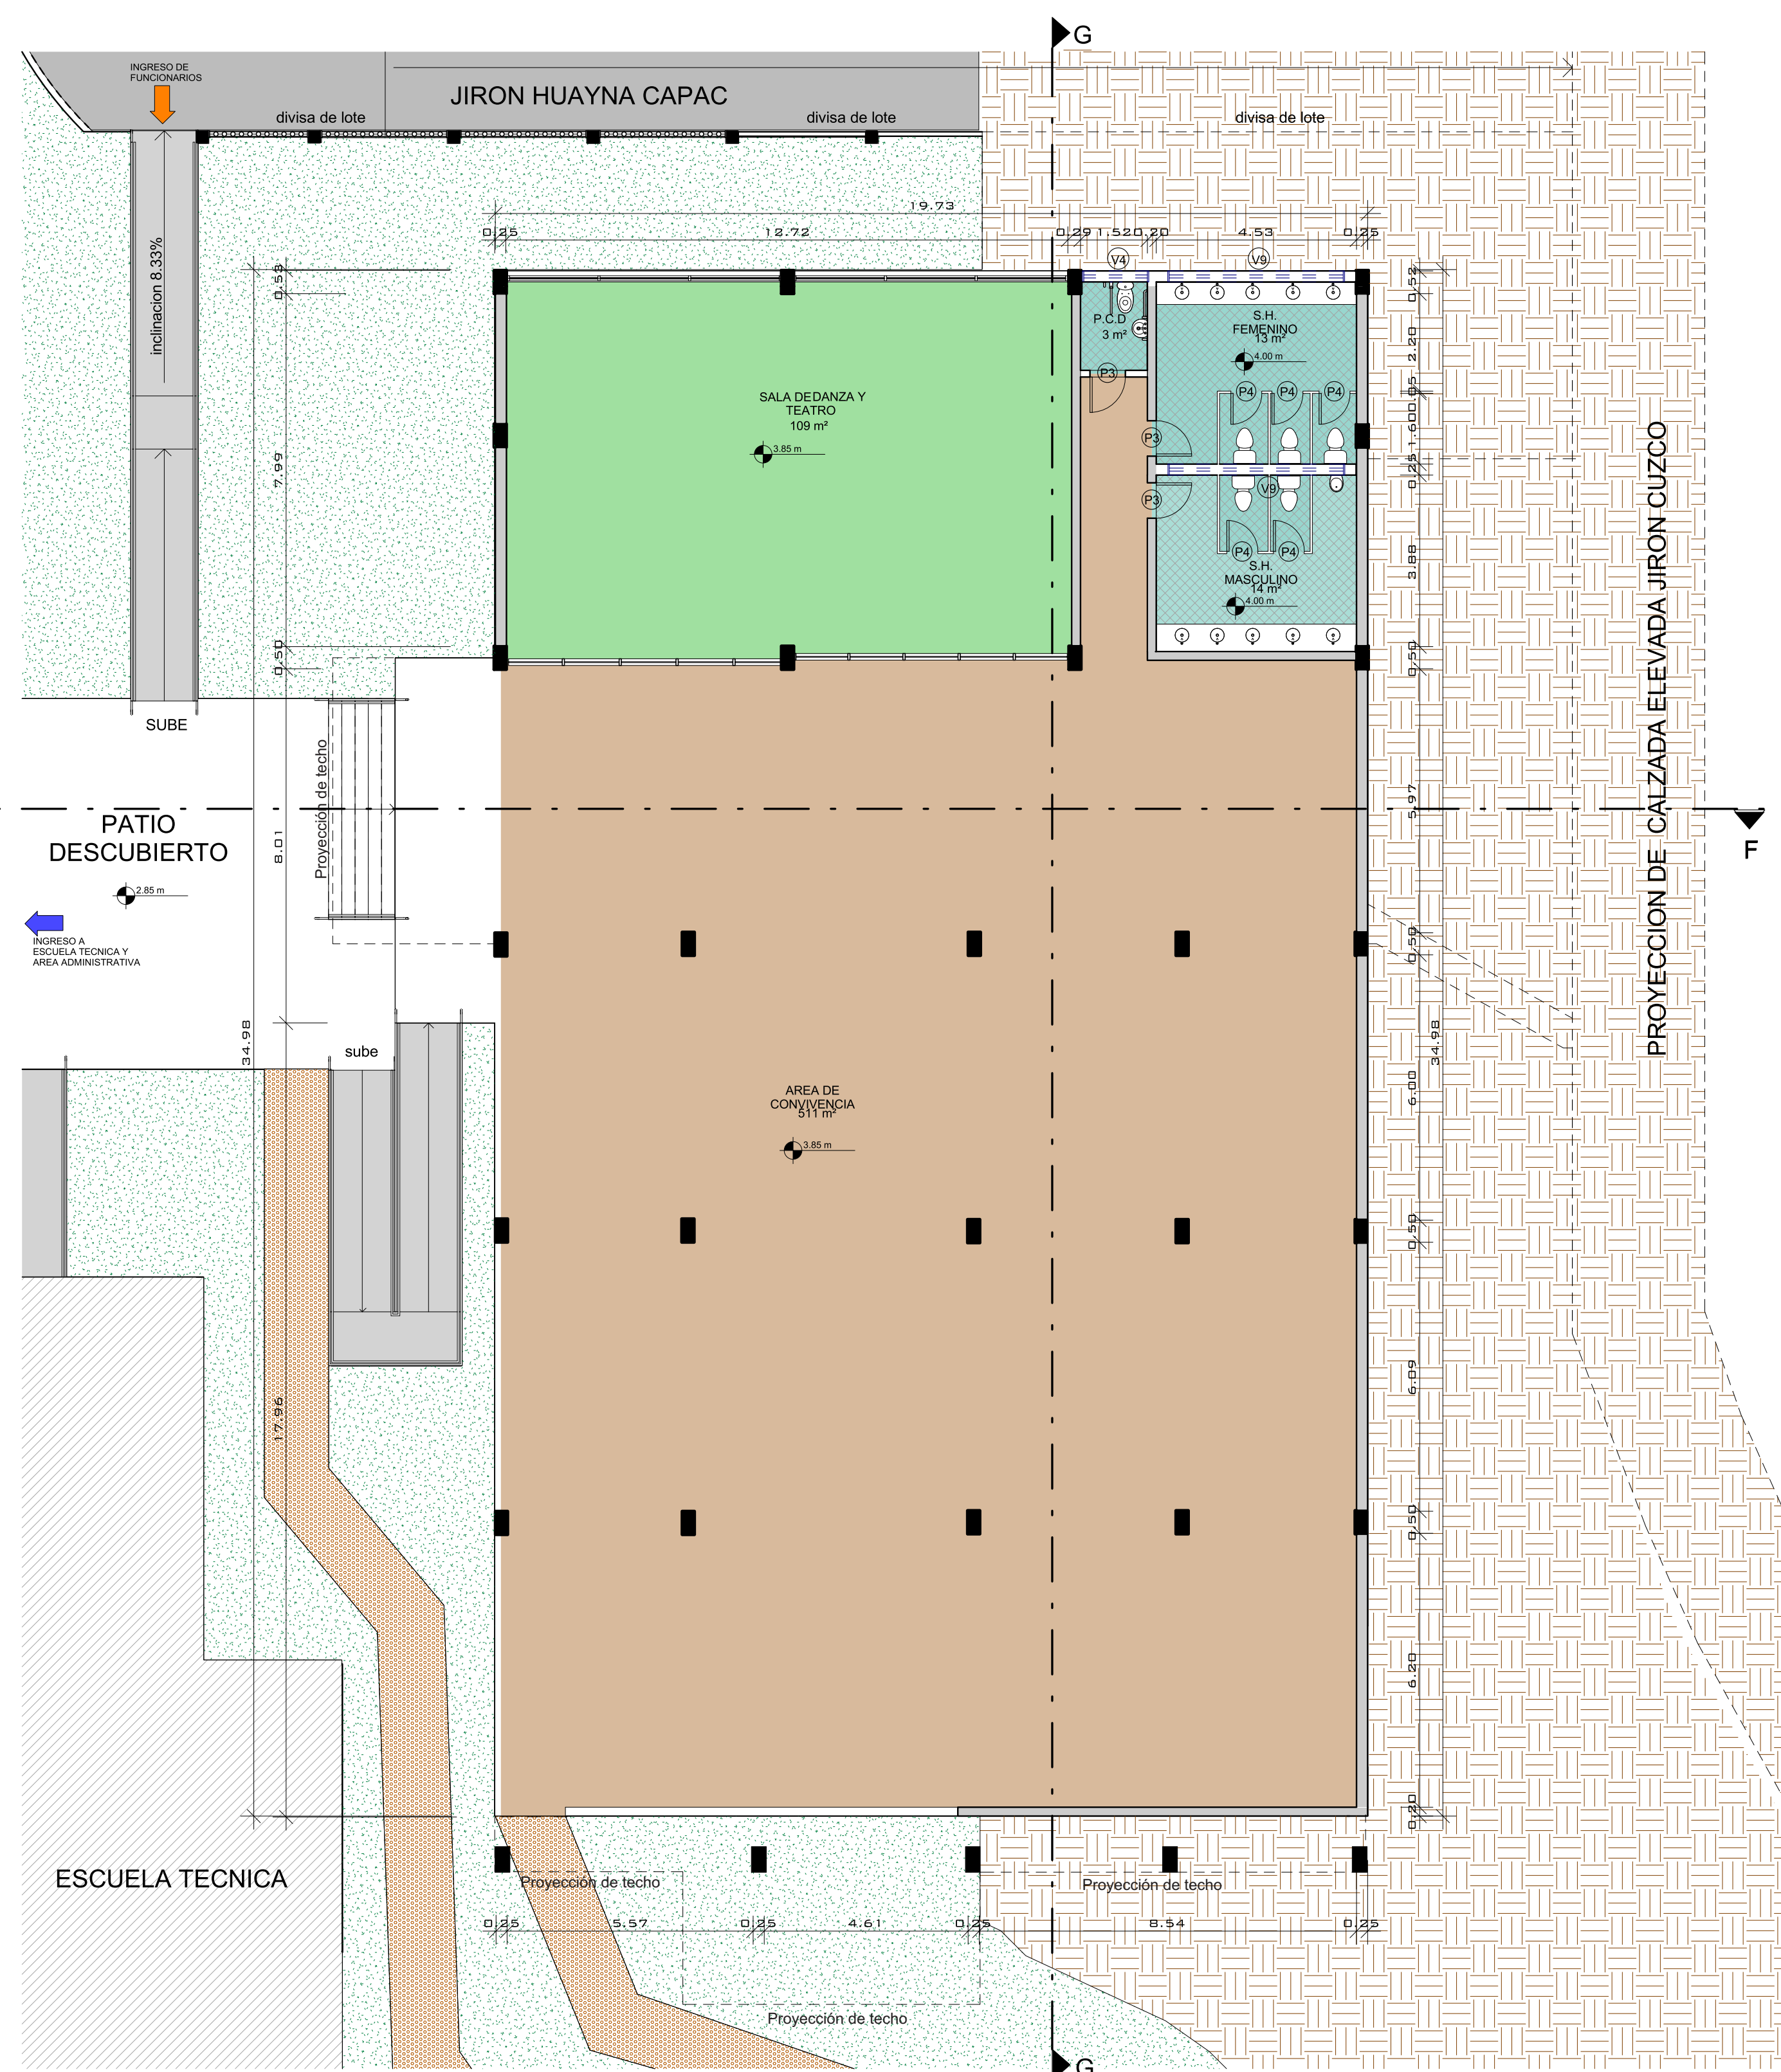 G
INGRESO DE
FUNCIONARIOS
JIRON HUAYNA CAPAC
divisa de lote
divisa de lote
divisa de lote
inclinacion 8.33%
19.73
0.25
12.72
0.29
1.52
0.20
4.53
0.25
V4
V9
0.53
7.99
0.50
8.01
34.98
17.96
P.C.D
3 m²
P3
S.H.
FEMENINO
13 m²
4.00 m
P4
P4
P4
P3
P3
V9
P4
P4
S.H.
MASCULINO
14 m²
4.00 m
SALA DEDANZA Y
TEATRO
109 m²
3.85 m
0.52
2.20
0.05
1.60
0.25
3.88
0.50
5.97
0.50
6.00
0.50
6.09
0.50
6.20
0.20
34.98
PROYECCION DE CALZADA ELEVADA JIRON CUZCO
SUBE
Proyección de techo
PATIO
DESCUBIERTO
2.85 m
F
INGRESO A
ESCUELA TECNICA Y
AREA ADMINISTRATIVA
sube
AREA DE
CONVIVENCIA
511 m²
3.85 m
ESCUELA TECNICA
Proyección de techo
Proyección de techo
0.25
5.57
0.25
4.61
0.25
8.54
0.25
Proyección de techo
G